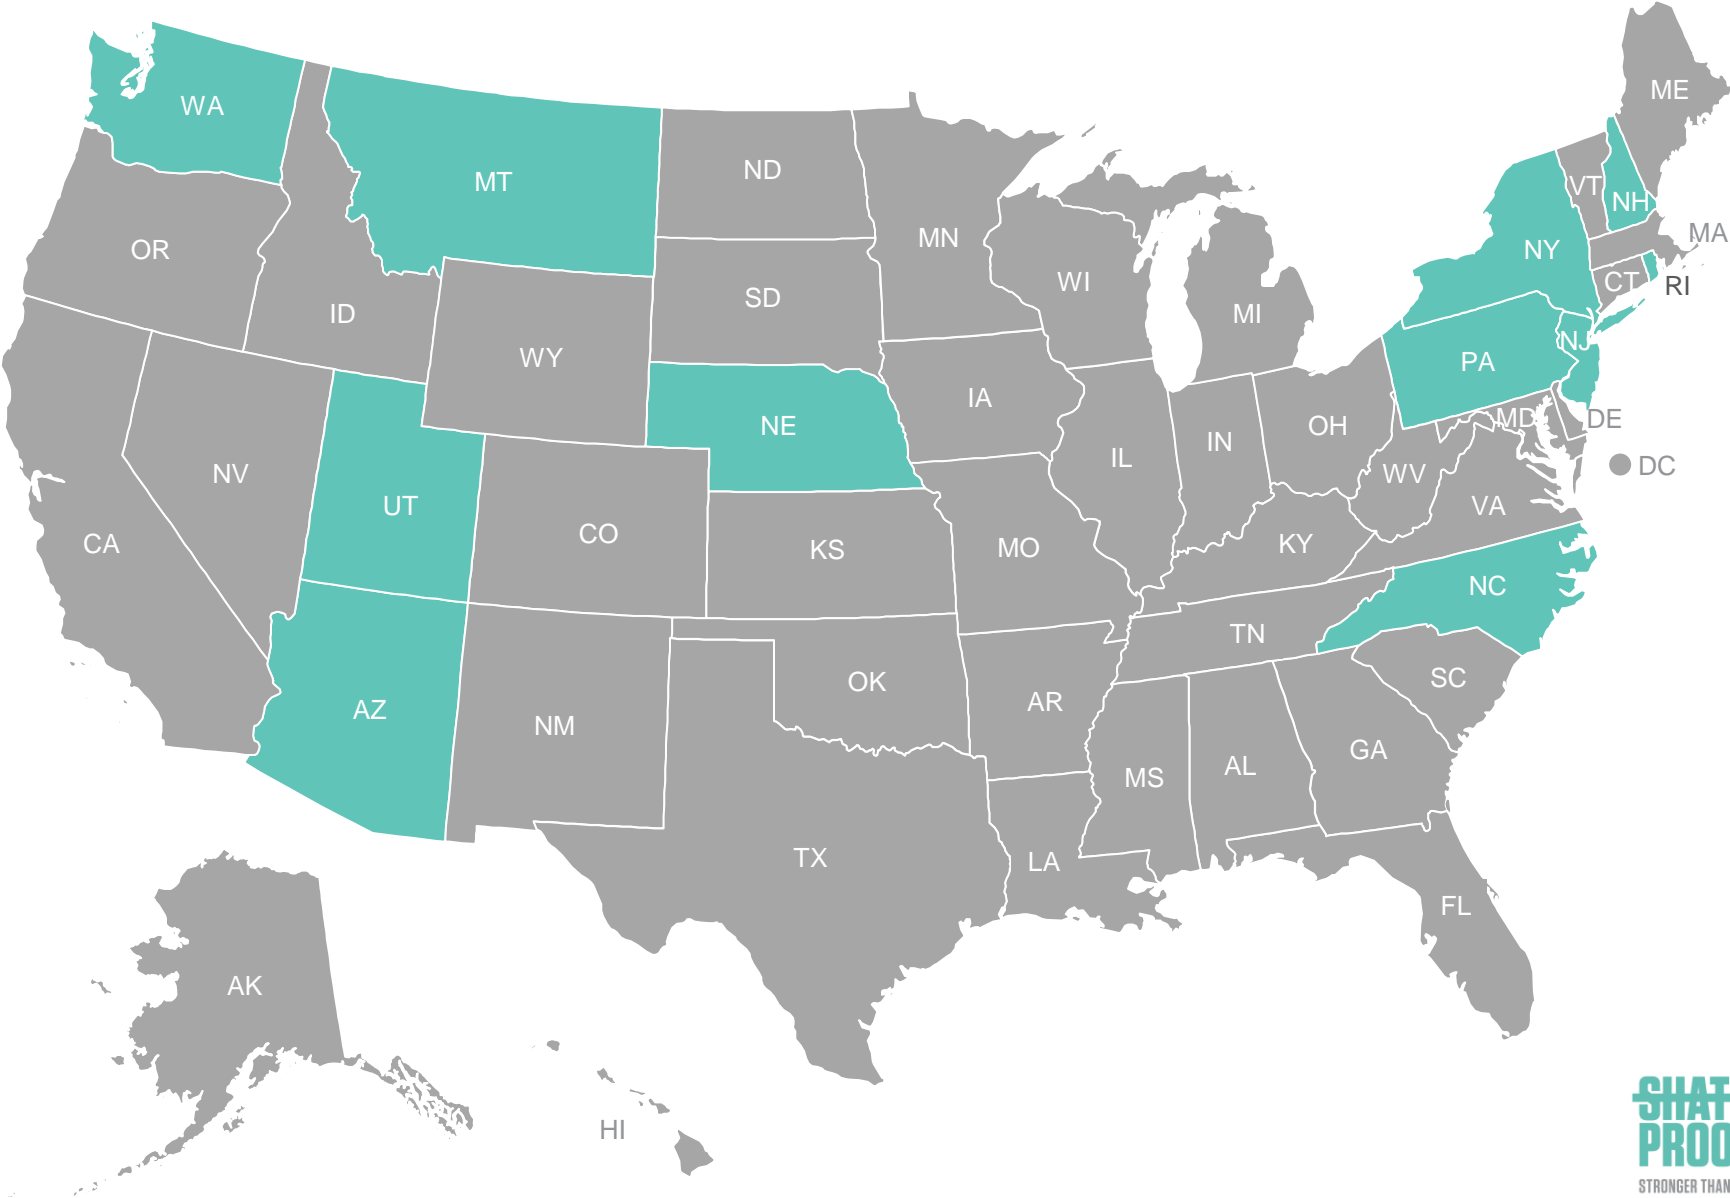 ME
WA
ND
MT
VT
NH
MA
MN
OR
NY
WI
CT
RI
SD
ID
MI
NJ
WY
PA
IA
NE
MD
DE
OH
IN
IL
DC
NV
WV
UT
VA
CO
KS
MO
KY
CA
NC
TN
SC
OK
AR
AZ
NM
GA
AL
MS
TX
LA
FL
AK
HI
SHAT
PROO
STRONGER THAN